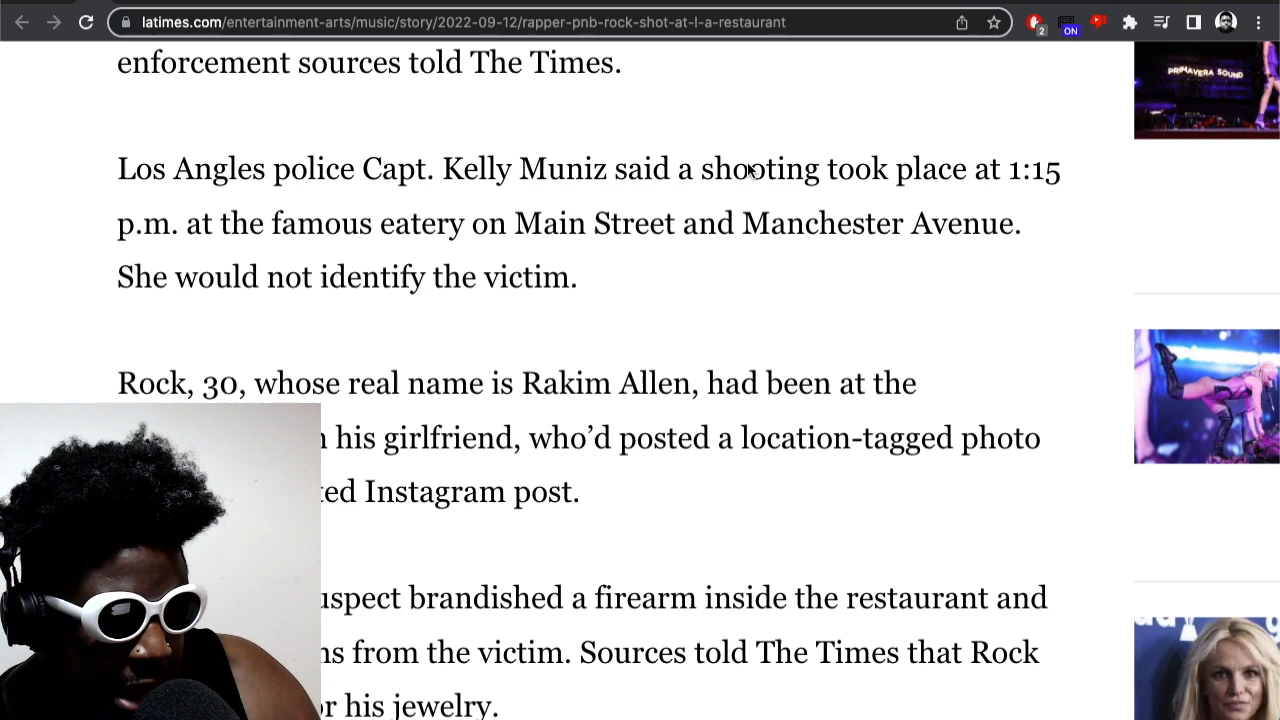 latimes.com/entertainment-arts/music/story/2022-09-12/rapper-pnb-rock-shot-at-l-a-restaurant
2
ON
enforcement sources told The Times.
PRIMAVERA SOUND
Los Angles police Capt. Kelly Muniz said a shooting took place at 1:15
p.m. at the famous eatery on Main Street and Manchester Avenue.
She would not identify the victim.
Rock, 30, whose real name is Rakim Allen, had been at the
his girlfriend, who’d posted a location-tagged photo
Instagram post.
brandished a firearm inside the restaurant and
from the victim. Sources told The Times that Rock
his jewelry.